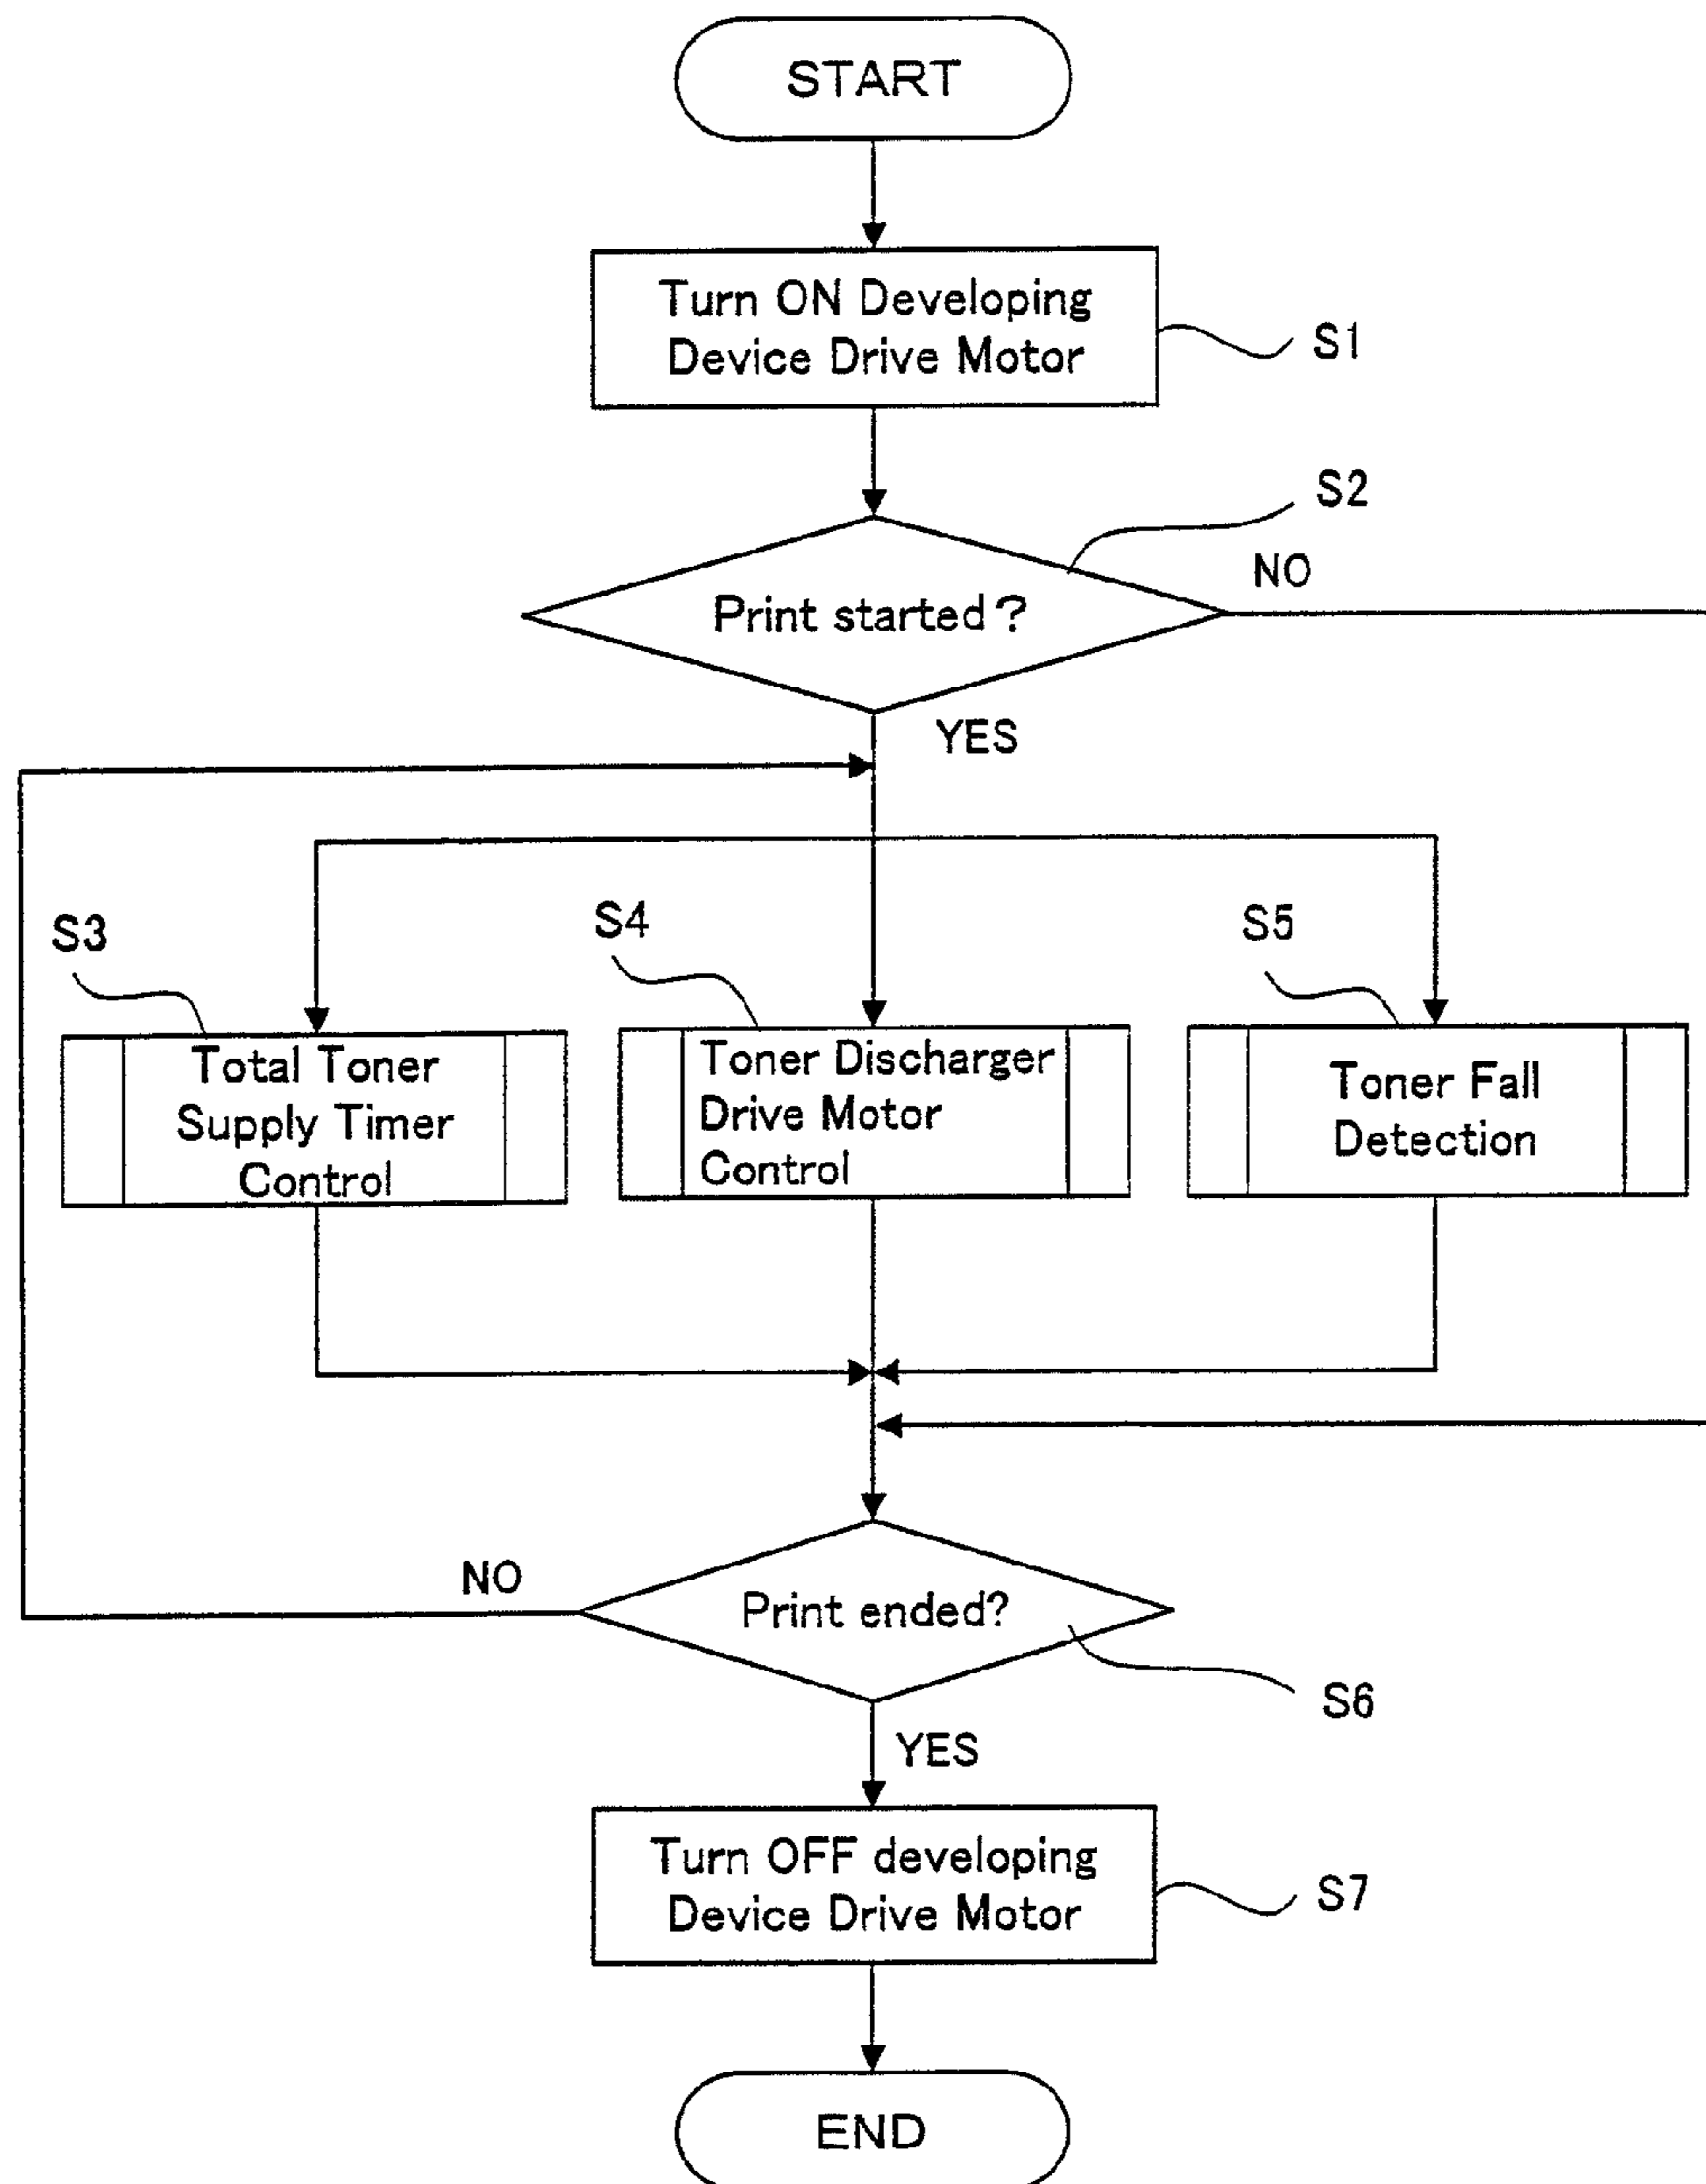 START
Turn ON Developing
Device Drive Motor
S1
S2
NO
Print started?
YES
S3
S4
S5
Total Toner
Supply Timer
Control
Toner Discharger
Drive Motor
Control
Toner Fall
Detection
NO
Print ended?
S6
YES
Turn OFF developing
Device Drive Motor
S7
END